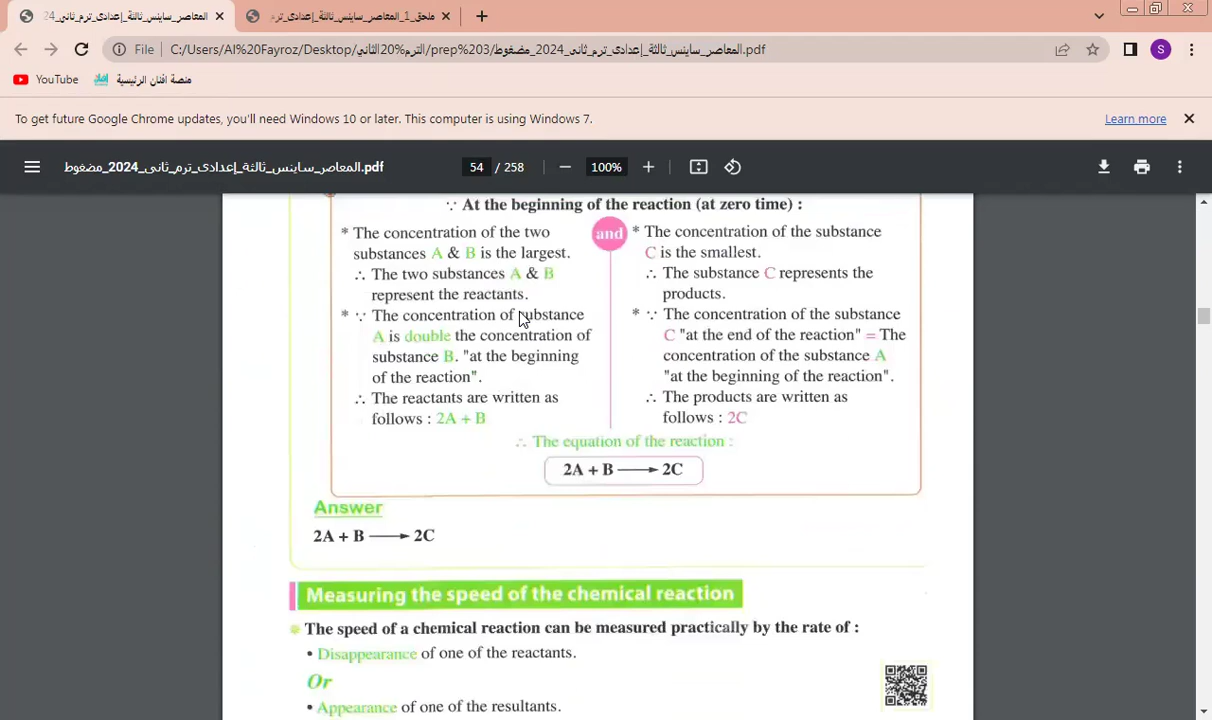 المعاصر_ساينس_ثالثة_إعدادى_ترم_ثانى_24
ملحق_1_المعاصر_ساينس_ثالثة_إعدادى_ترم
File
C:/Users/Al%20Fayroz/Desktop/الترم%20الثاني/prep%203/المعاصر_ساينس_ثالثة_إعدادى_ترم_ثانى_2024_مضغوط.pdf
S
YouTube
منصة افنان الرئيسية
To get future Google Chrome updates, you'll need Windows 10 or later. This computer is using Windows 7.
Learn more
المعاصر_ساينس_ثالثة_إعدادى_ترم_ثانى_2024_مضغوط.pdf
54 / 258
100%
∵ At the beginning of the reaction (at zero time) :
* The concentration of the two
substances A & B is the largest.
∴ The two substances A & B
represent the reactants.
* ∵ The concentration of substance
A is double the concentration of
substance B. "at the beginning
of the reaction".
∴ The reactants are written as
follows : 2A + B
and
* The concentration of the substance
C is the smallest.
∴ The substance C represents the
products.
* ∵ The concentration of the substance
C "at the end of the reaction" = The
concentration of the substance A
"at the beginning of the reaction".
∴ The products are written as
follows : 2C
∴ The equation of the reaction :
2A + B ⟶ 2C
Answer
2A + B ⟶ 2C
Measuring the speed of the chemical reaction
The speed of a chemical reaction can be measured practically by the rate of :
• Disappearance of one of the reactants.
Or
• Appearance of one of the resultants.